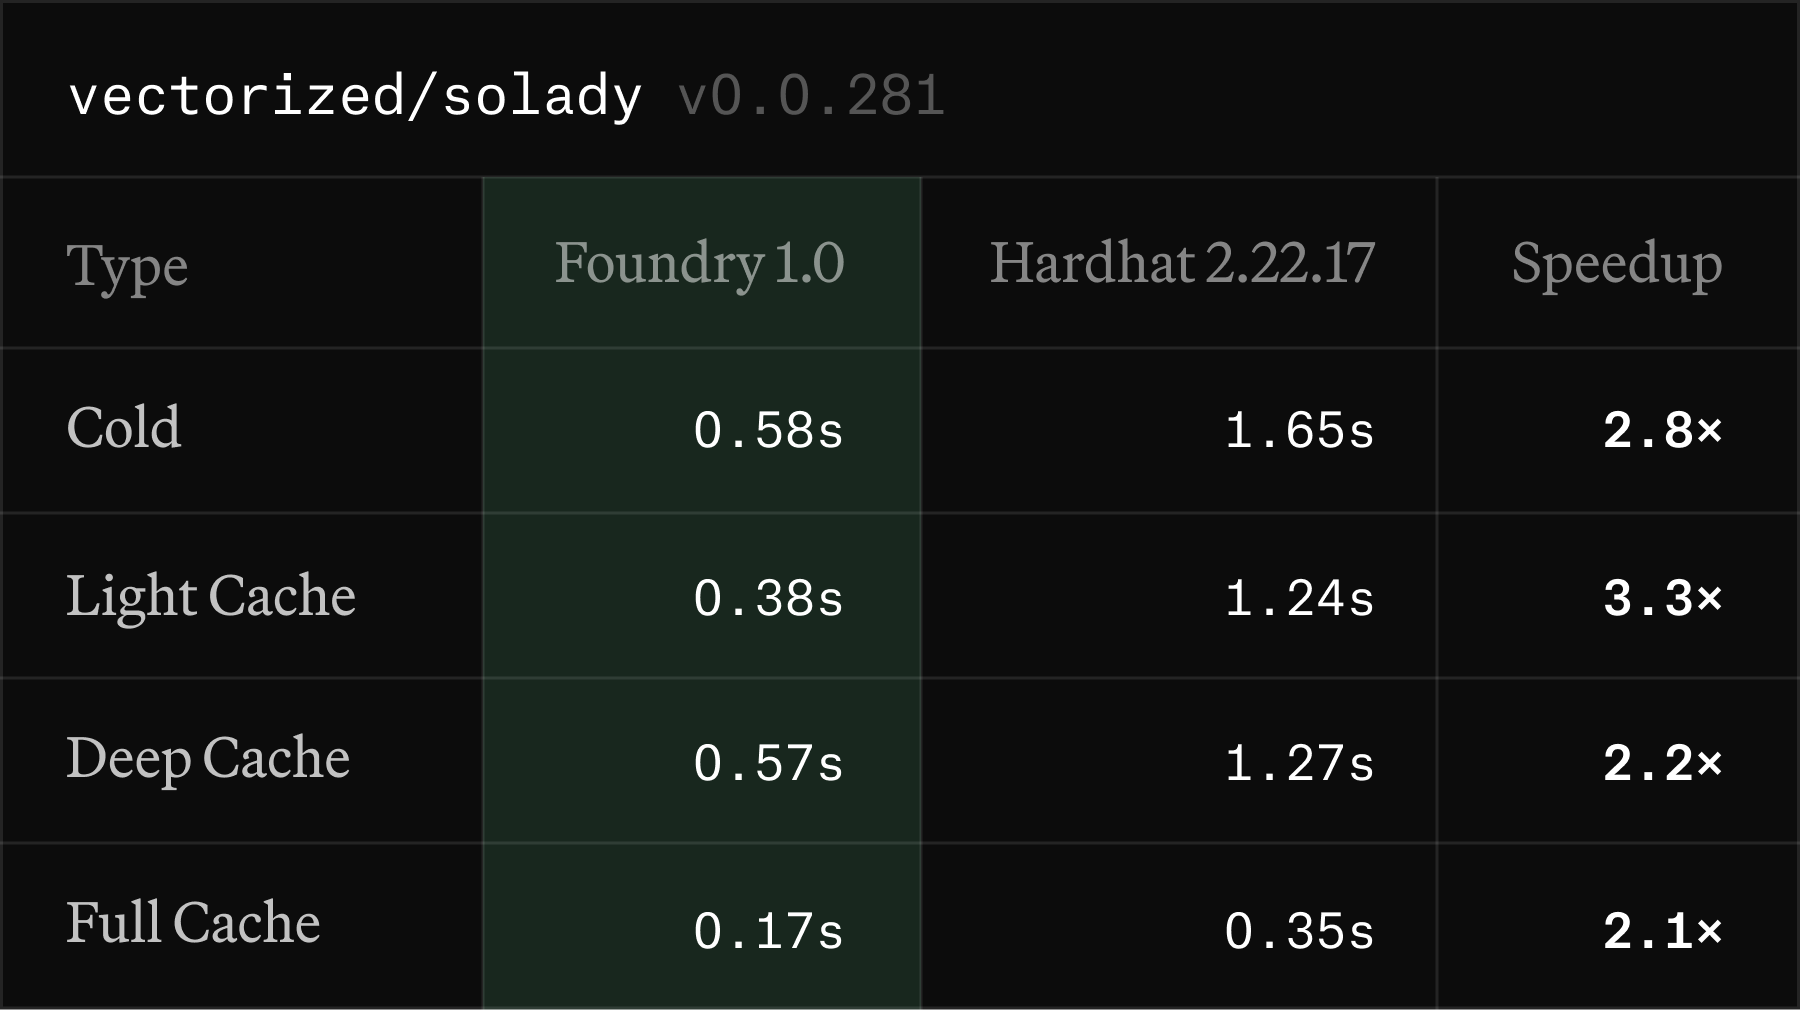 vectorized/solady v0.0.281
Type Foundry 1.0 Hardhat 2.22.17 Speedup
Cold 0.58s 1.65s 2.8×
Light Cache 0.38s 1.24s 3.3×
Deep Cache 0.57s 1.27s 2.2×
Full Cache 0.17s 0.35s 2.1×